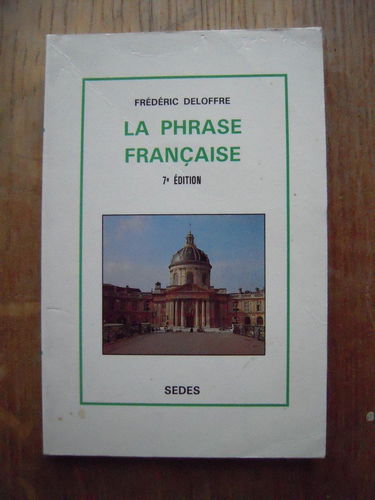 FRÉDÉRIC DELOFFRE
LA PHRASE
FRANÇAISE
7e ÉDITION
SEDES